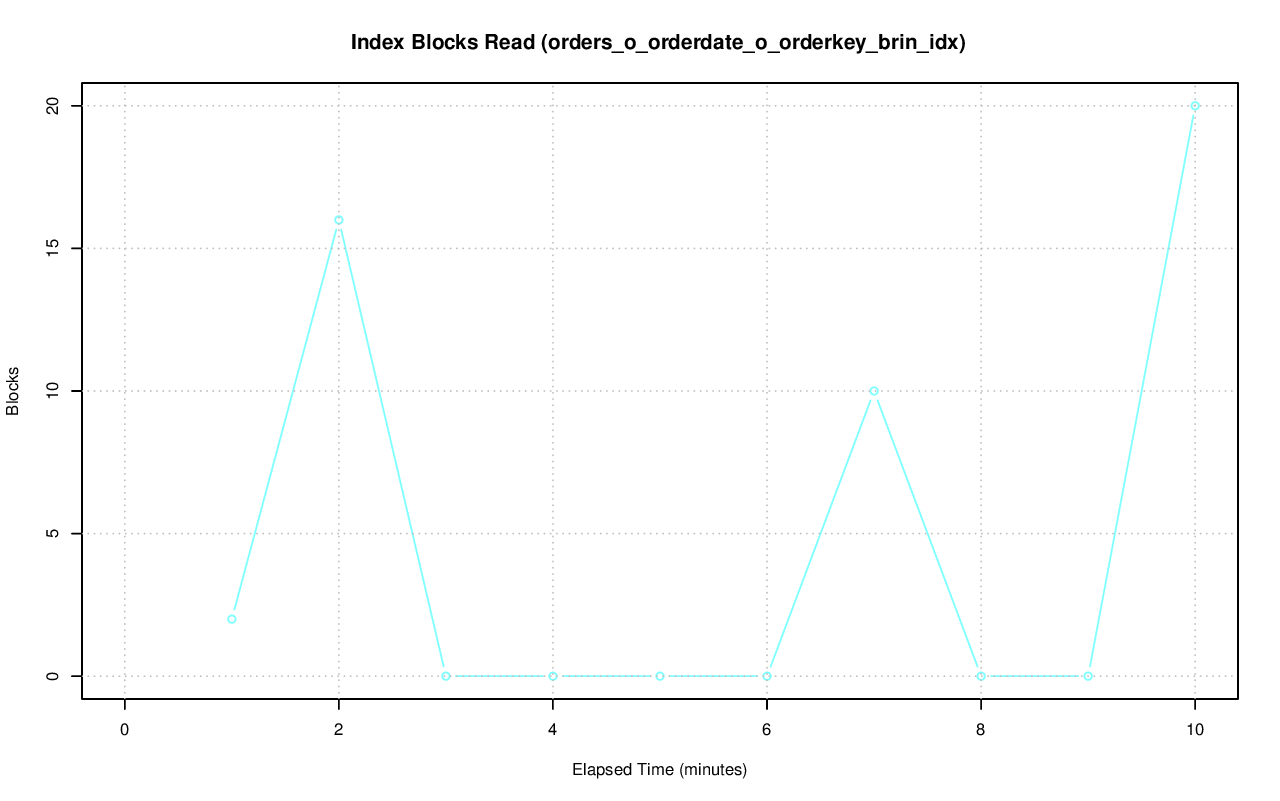 Index Blocks Read (orders_o_orderdate_o_orderkey_brin_idx)
20
15
10
5
0
Blocks
0 2 4 6 8 10
Elapsed Time (minutes)